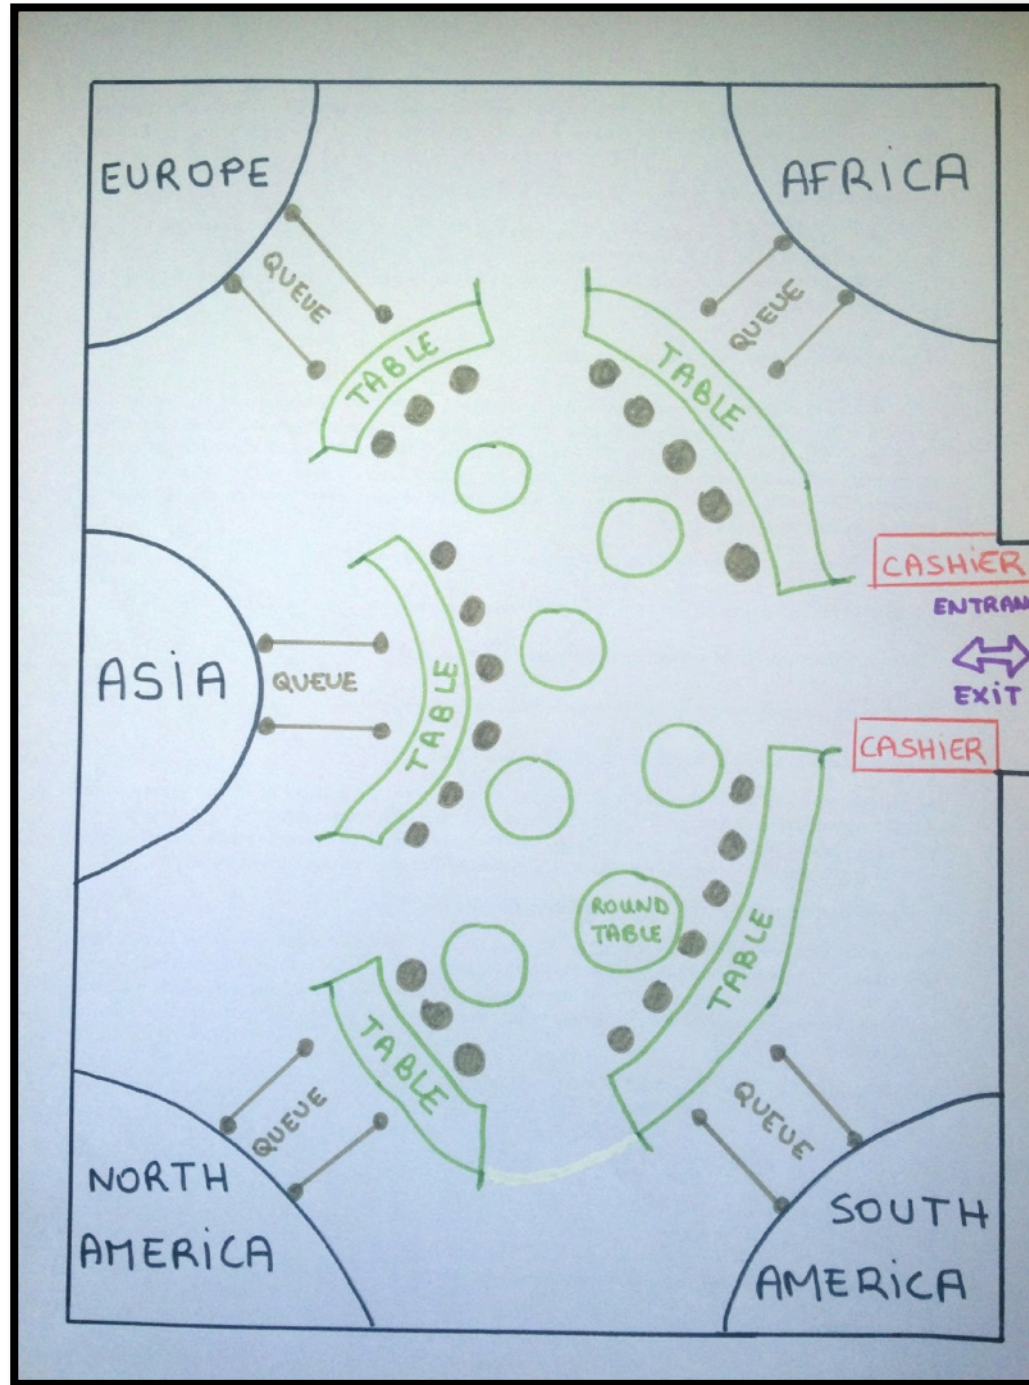 EUROPE
AFRiCA
QUEUE
QUEUE
TABLE
TABLE
CASHiER
ENTRAN
EXiT
CASHiER
ASiA
QUEUE
TABLE
ROUND
TABLE
TABLE
TABLE
QUEUE
QUEUE
NORTH
AMERiCA
SOUTH
AMERiCA